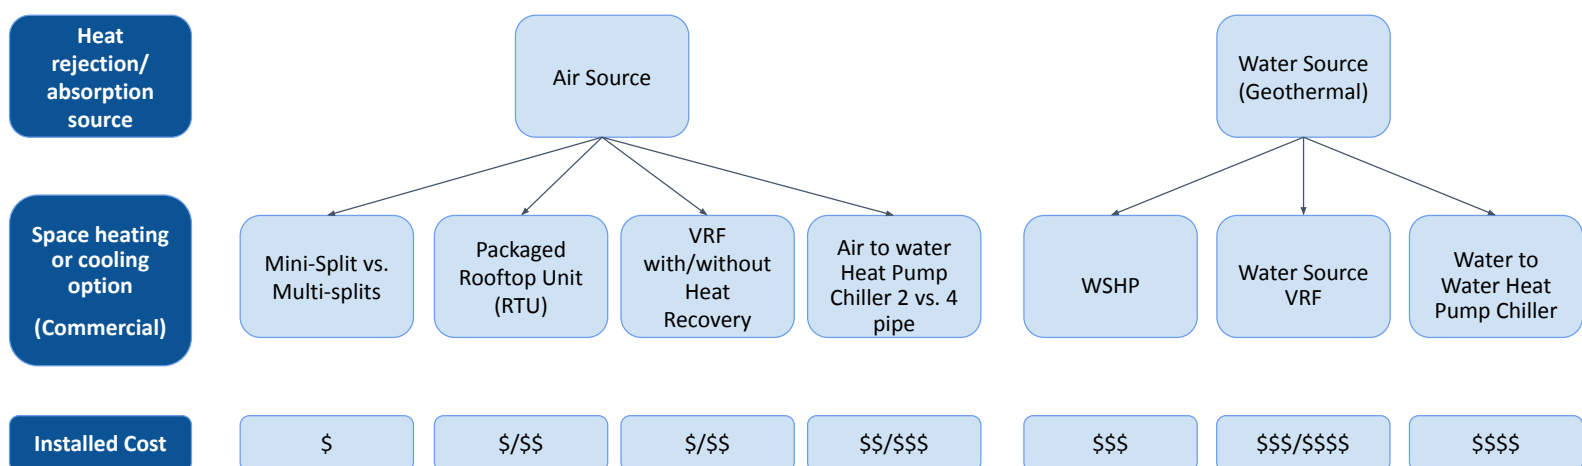 Heat
rejection/
absorption
source
Air Source
Water Source
(Geothermal)
Space heating
or cooling
option
(Commercial)
Mini-Split vs.
Multi-splits
Packaged
Rooftop Unit
(RTU)
VRF
with/without
Heat
Recovery
Air to water
Heat Pump
Chiller 2 vs. 4
pipe
WSHP
Water Source
VRF
Water to
Water Heat
Pump Chiller
Installed Cost
$
$/$$
$/$$
$$/$$$
$$$
$$$/$$$$
$$$$